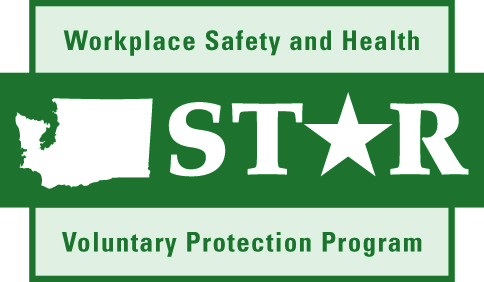 Workplace Safety and Health
STAR
Voluntary Protection Program